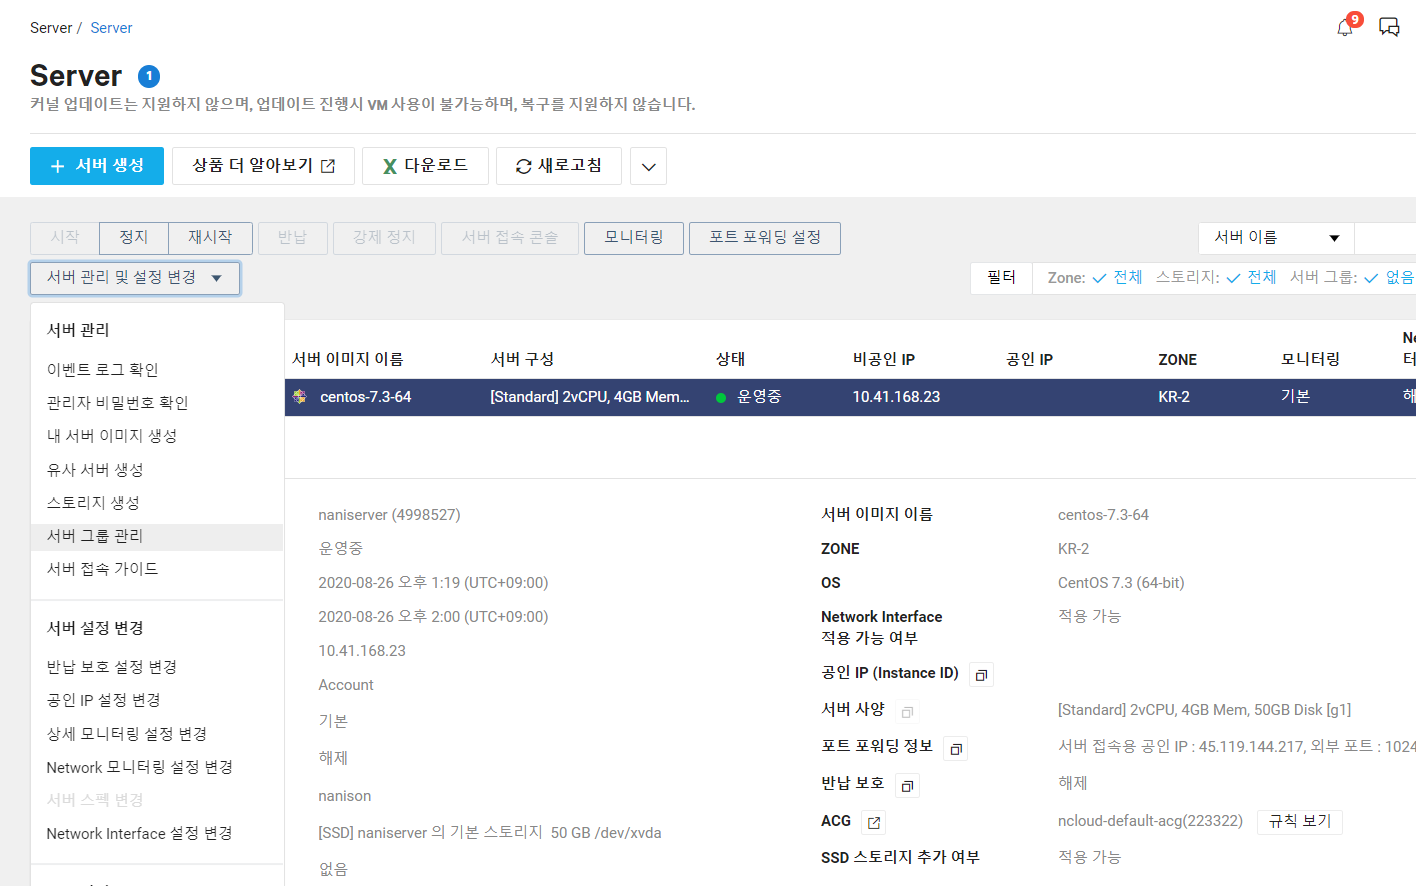 Server / Server
9
Server 1
커널 업데이트는 지원하지 않으며, 업데이트 진행시 VM 사용이 불가능하며, 복구를 지원하지 않습니다.
+ 서버 생성
상품 더 알아보기
X 다운로드
새로고침
시작 정지 재시작 반납 강제 정지 서버 접속 콘솔 모니터링 포트 포워딩 설정
서버 이름
서버 관리 및 설정 변경
필터 Zone: 전체 스토리지: 전체 서버 그룹: 없음
서버 관리
이벤트 로그 확인
관리자 비밀번호 확인
내 서버 이미지 생성
유사 서버 생성
스토리지 생성
서버 그룹 관리
서버 접속 가이드
서버 설정 변경
반납 보호 설정 변경
공인 IP 설정 변경
상세 모니터링 설정 변경
Network 모니터링 설정 변경
서버 스펙 변경
Network Interface 설정 변경
서버 이미지 이름 서버 구성 상태 비공인 IP 공인 IP ZONE 모니터링
centos-7.3-64 [Standard] 2vCPU, 4GB Mem... 운영중 10.41.168.23 KR-2 기본 해
naniserver (4998527)
운영중
2020-08-26 오후 1:19 (UTC+09:00)
2020-08-26 오후 2:00 (UTC+09:00)
10.41.168.23
Account
기본
해제
nanison
[SSD] naniserver 의 기본 스토리지 50 GB /dev/xvda
없음
서버 이미지 이름 centos-7.3-64
ZONE KR-2
OS CentOS 7.3 (64-bit)
Network Interface 적용 가능
적용 가능 여부
공인 IP (Instance ID)
서버 사양 [Standard] 2vCPU, 4GB Mem, 50GB Disk [g1]
포트 포워딩 정보 서버 접속용 공인 IP : 45.119.144.217, 외부 포트 : 1024
반납 보호 해제
ACG ncloud-default-acg(223322) 규칙 보기
SSD 스토리지 추가 여부 적용 가능